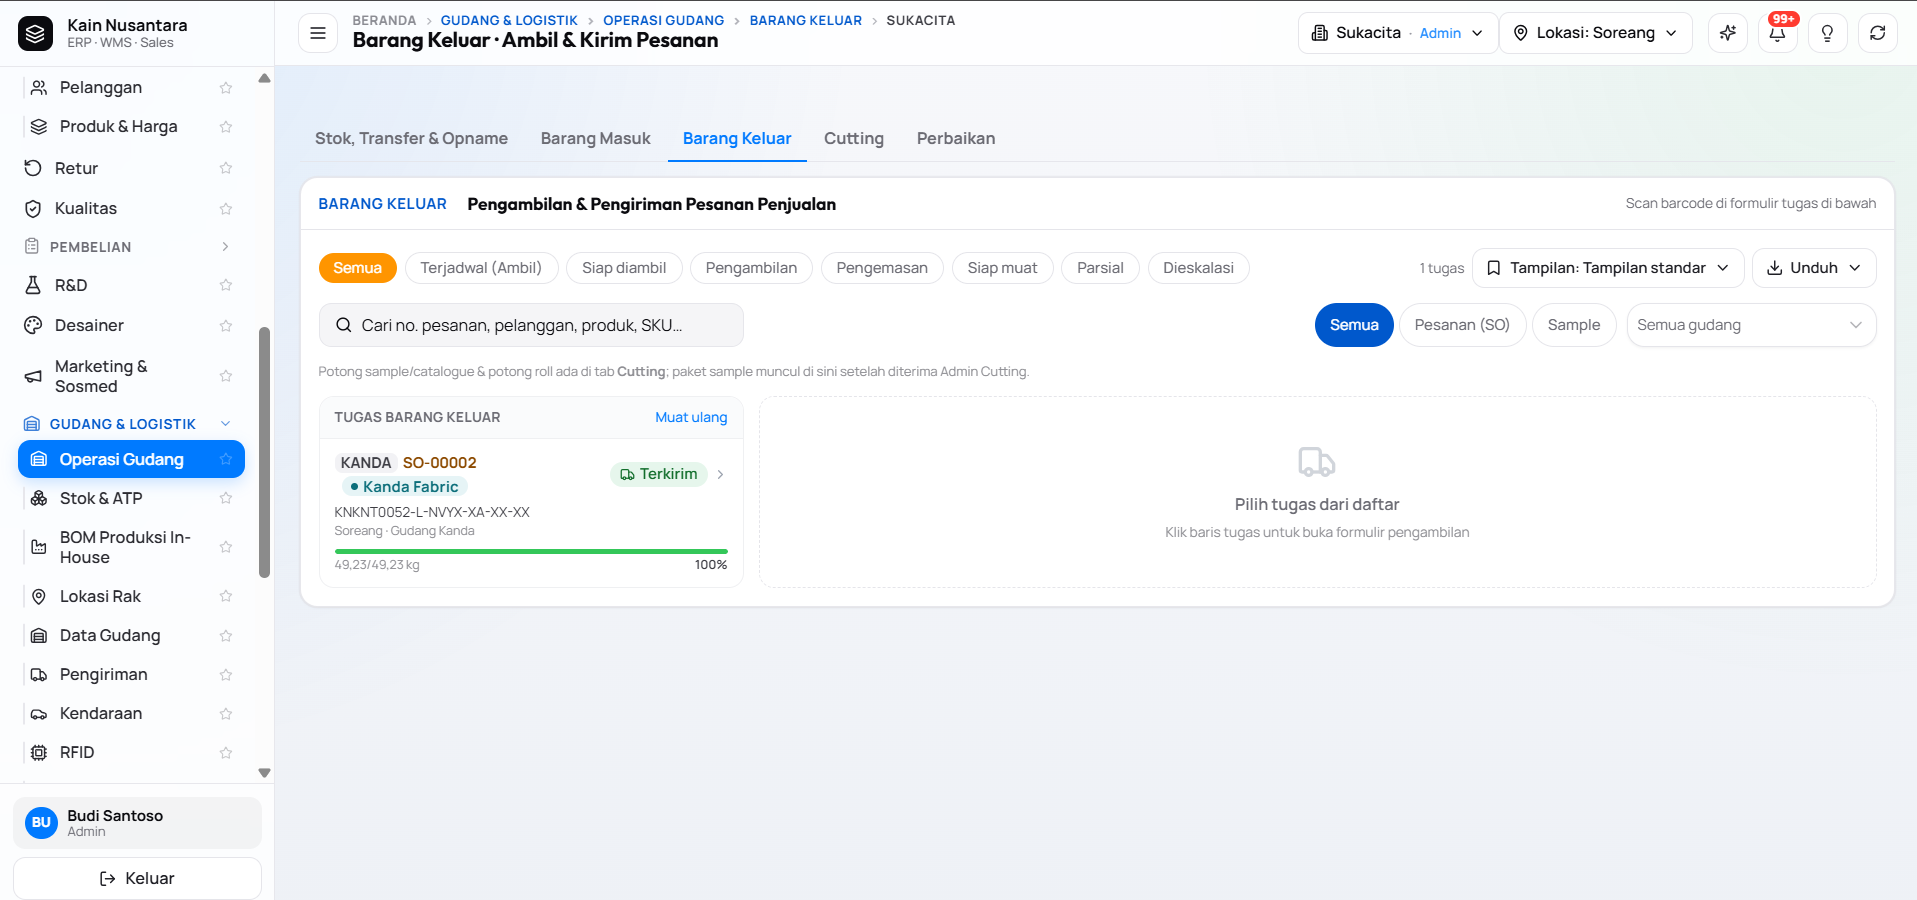 Kain Nusantara
ERP · WMS · Sales
BERANDA > GUDANG & LOGISTIK > OPERASI GUDANG > BARANG KELUAR > SUKACITA
Barang Keluar · Ambil & Kirim Pesanan
Sukacita · Admin
Lokasi: Soreang
99+
Pelanggan
Produk & Harga
Retur
Kualitas
PEMBELIAN
R&D
Desainer
Marketing &
Sosmed
GUDANG & LOGISTIK
Operasi Gudang
Stok & ATP
BOM Produksi In-
House
Lokasi Rak
Data Gudang
Pengiriman
Kendaraan
RFID
BU
Budi Santoso
Admin
Keluar
Stok, Transfer & Opname
Barang Masuk
Barang Keluar
Cutting
Perbaikan
BARANG KELUAR
Pengambilan & Pengiriman Pesanan Penjualan
Scan barcode di formulir tugas di bawah
Semua
Terjadwal (Ambil)
Siap diambil
Pengambilan
Pengemasan
Siap muat
Parsial
Dieskalasi
1 tugas
Tampilan: Tampilan standar
Unduh
Cari no. pesanan, pelanggan, produk, SKU...
Semua
Pesanan (SO)
Sample
Semua gudang
Potong sample/catalogue & potong roll ada di tab Cutting; paket sample muncul di sini setelah diterima Admin Cutting.
TUGAS BARANG KELUAR
Muat ulang
KANDA SO-00002
Kanda Fabric
Terkirim
KNKNT0052-L-NVYX-XA-XX-XX
Soreang · Gudang Kanda
49,23/49,23 kg
100%
Pilih tugas dari daftar
Klik baris tugas untuk buka formulir pengambilan